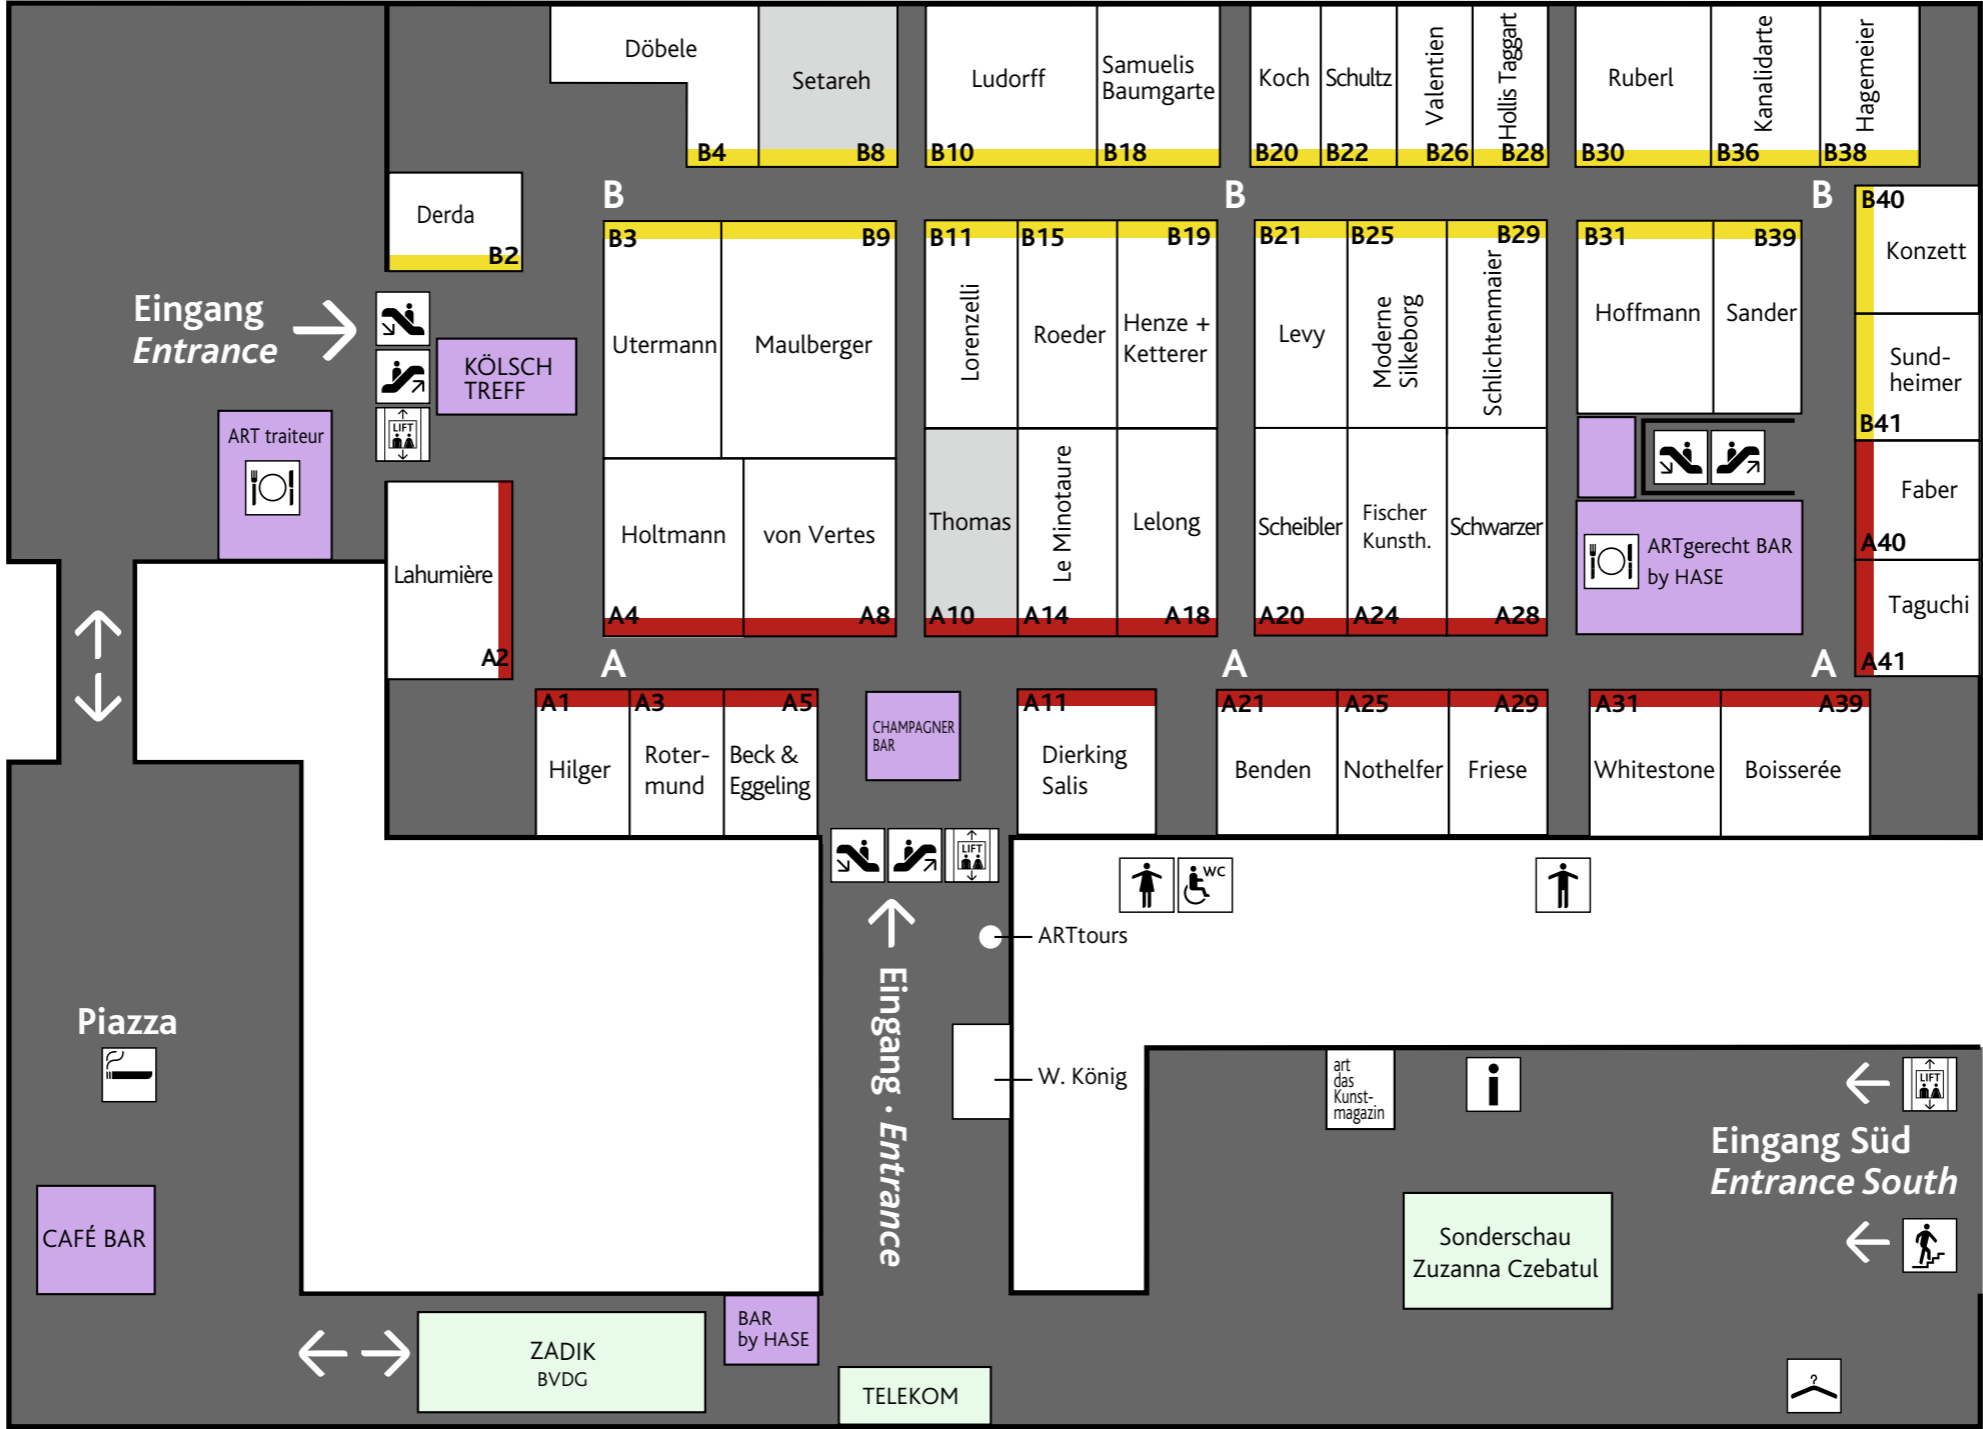 Döbele
B4
Setareh
B8
Ludorff
B10
Samuelis
Baumgarte
B18
Koch
B20
Schultz
B22
Valentien
B26
Hollis Taggart
B28
Ruberl
B30
Kanalidarte
B36
Hagemeier
B38
Derda
B2
B
B
B
B40
Konzett
Sund-
heimer
B41
Faber
A40
Taguchi
A41
Eingang
Entrance
LIFT
KÖLSCH
TREFF
ART traiteur
Lahumière
A2
B3
Utermann
B9
Maulberger
Holtmann
A4
von Vertes
A8
B11
Lorenzelli
B15
Roeder
B19
Henze +
Ketterer
Thomas
A10
Le Minotaure
A14
Lelong
A18
B21
Levy
B25
Moderne
Silkeborg
B29
Schlichtenmaier
Scheibler
A20
Fischer
Kunsth.
A24
Schwarzer
A28
B31
Hoffmann
B39
Sander
ARTgerecht BAR
by HASE
A
A
A
A1
Hilger
A3
Roter-
mund
A5
Beck &
Eggeling
CHAMPAGNER
BAR
A11
Dierking
Salis
A21
Benden
A25
Nothelfer
A29
Friese
A31
Whitestone
A39
Boisserée
LIFT
WC
ARTtours
Eingang · Entrance
W. König
Piazza
CAFÉ BAR
art
das
Kunst-
magazin
i
LIFT
Eingang Süd
Entrance South
Sonderschau
Zuzanna Czebatul
BAR
by HASE
ZADIK
BVDG
TELEKOM